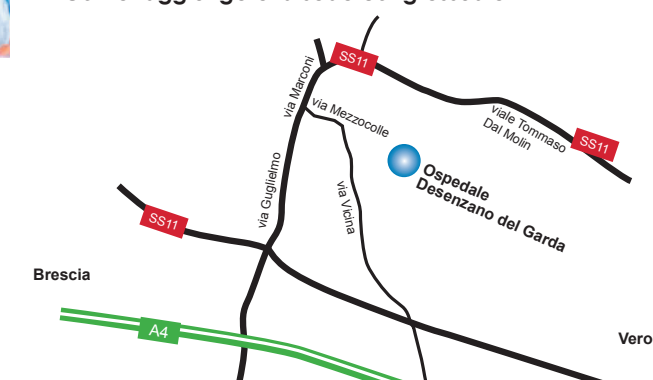 SS11
via Marconi
via Mezzocolle
viale Tommaso
Dal Molin
SS11
Ospedale
Desenzano del Garda
via Guglielmo
via Vicina
SS11
Brescia
A4
Vero